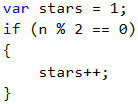 var stars = 1;
if (n % 2 == 0)
{
    stars++;
}